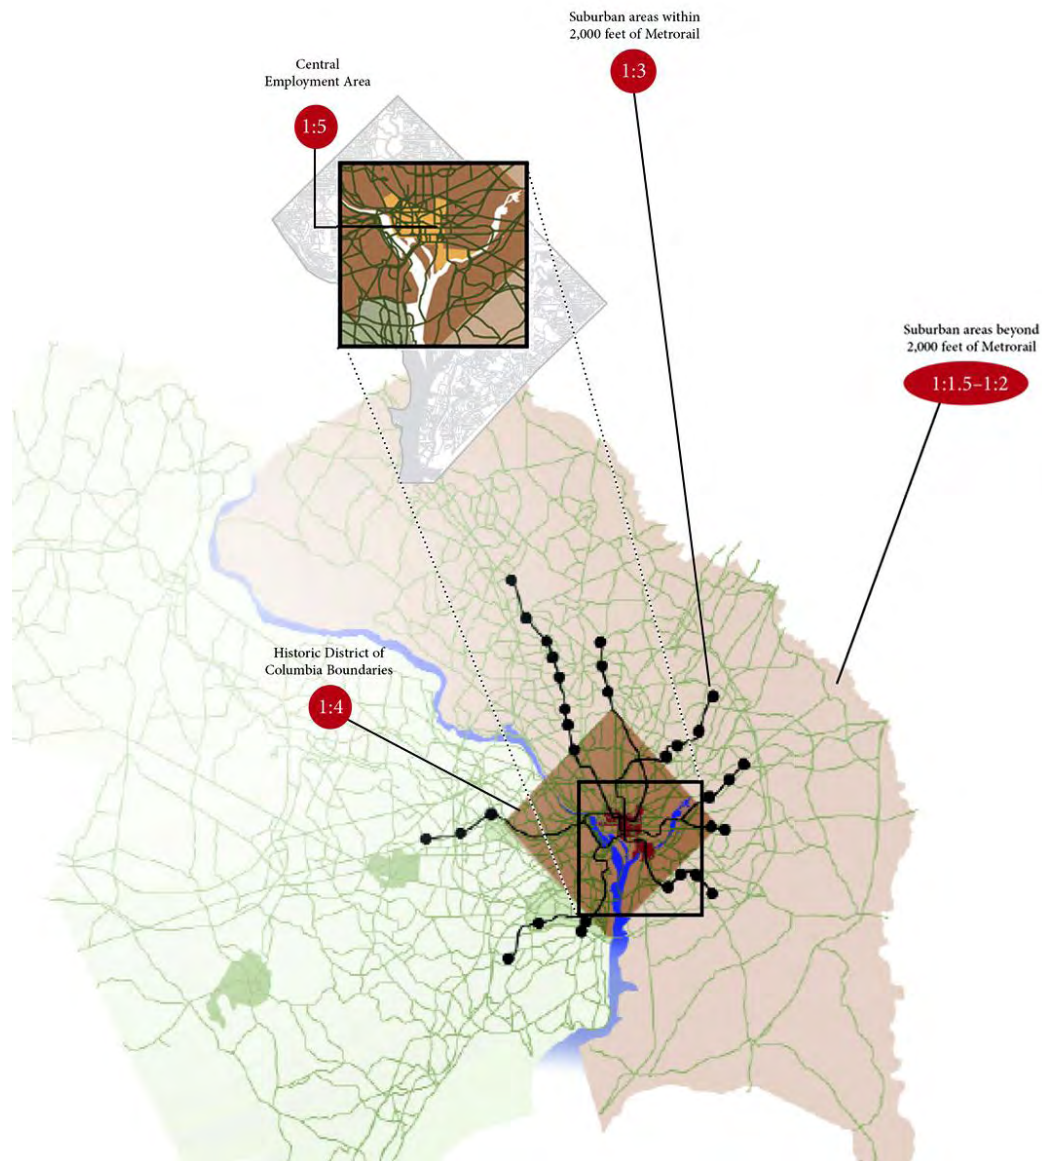 Suburban areas within
2,000 feet of Metrorail
1:3
Central
Employment Area
1:5
Suburban areas beyond
2,000 feet of Metrorail
1:1.5–1:2
Historic District of
Columbia Boundaries
1:4